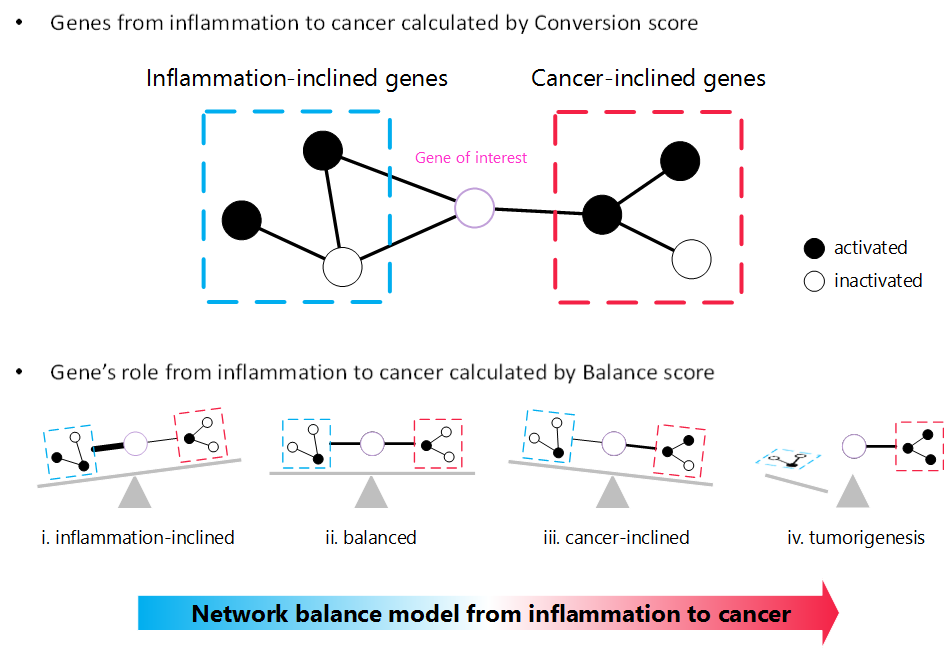 • Genes from inflammation to cancer calculated by Conversion score
Inflammation-inclined genes
Cancer-inclined genes
Gene of interest
activated
inactivated
• Gene's role from inflammation to cancer calculated by Balance score
i. inflammation-inclined
ii. balanced
iii. cancer-inclined
iv. tumorigenesis
Network balance model from inflammation to cancer